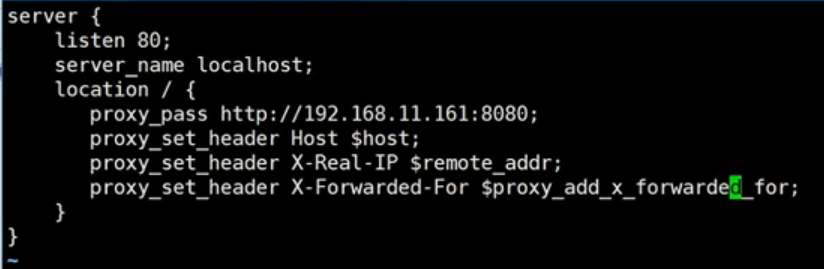 server {
    listen 80;
    server_name localhost;
    location / {
       proxy_pass http://192.168.11.161:8080;
       proxy_set_header Host $host;
       proxy_set_header X-Real-IP $remote_addr;
       proxy_set_header X-Forwarded-For $proxy_add_x_forwarded_for;
    }
}
~